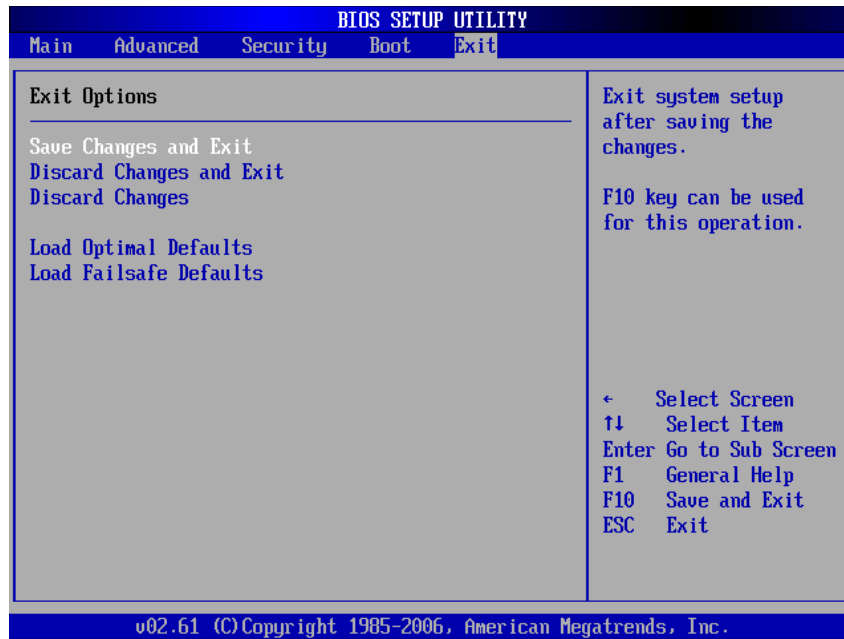 BIOS SETUP UTILITY
Main Advanced Security Boot Exit
Exit Options
Save Changes and Exit
Discard Changes and Exit
Discard Changes
Load Optimal Defaults
Load Failsafe Defaults
Exit system setup
after saving the
changes.
F10 key can be used
for this operation.
← Select Screen
↑↓ Select Item
Enter Go to Sub Screen
F1 General Help
F10 Save and Exit
ESC Exit
v02.61 (C)Copyright 1985-2006, American Megatrends, Inc.